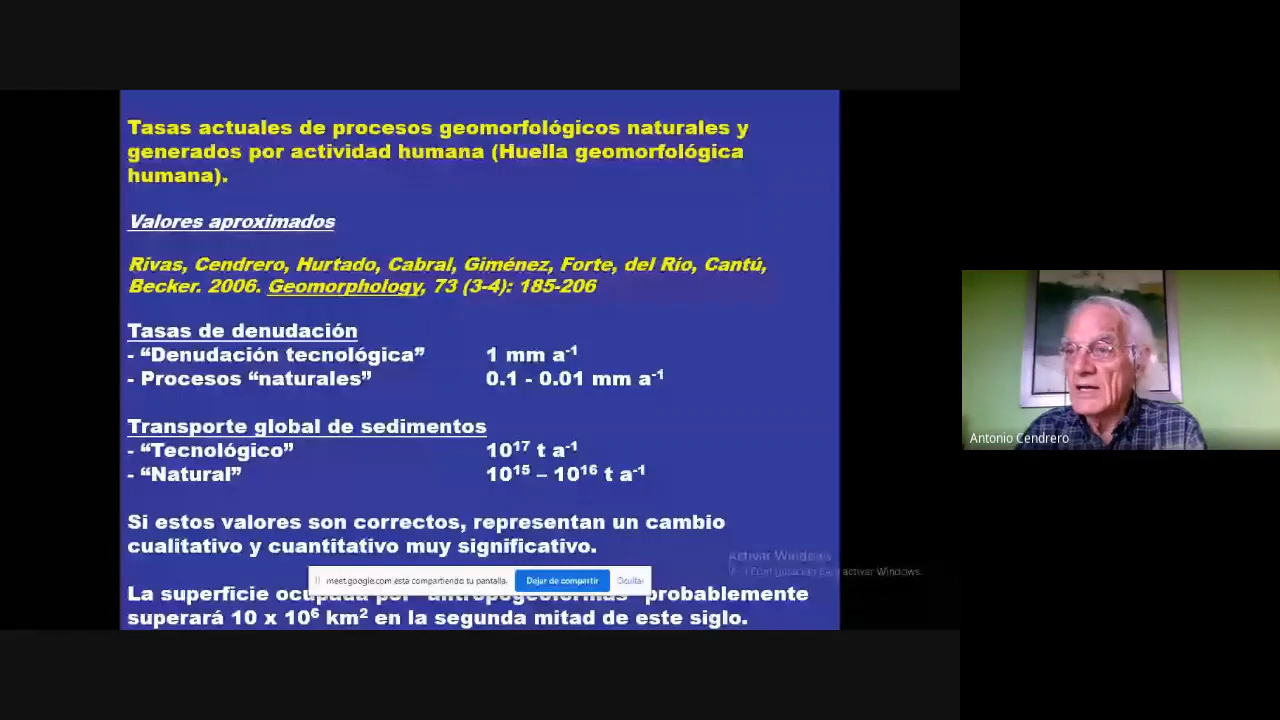 Tasas actuales de procesos geomorfológicos naturales y
generados por actividad humana (Huella geomorfológica
humana).
Valores aproximados
Rivas, Cendrero, Hurtado, Cabral, Giménez, Forte, del Río, Cantú,
Becker. 2006. Geomorphology, 73 (3-4): 185-206
Tasas de denudación
- “Denudación tecnológica” 1 mm a⁻¹
- Procesos “naturales” 0.1 - 0.01 mm a⁻¹
Transporte global de sedimentos
- “Tecnológico” 10¹⁷ t a⁻¹
- “Natural” 10¹⁵ – 10¹⁶ t a⁻¹
Si estos valores son correctos, representan un cambio
cualitativo y cuantitativo muy significativo.
meet.google.com está compartiendo tu pantalla. Dejar de compartir Ocultar
La superficie ocupada por “antropogeoformas” probablemente
superará 10 x 10⁶ km² en la segunda mitad de este siglo.
Activar Windows
activar Windows.
Antonio Cendrero